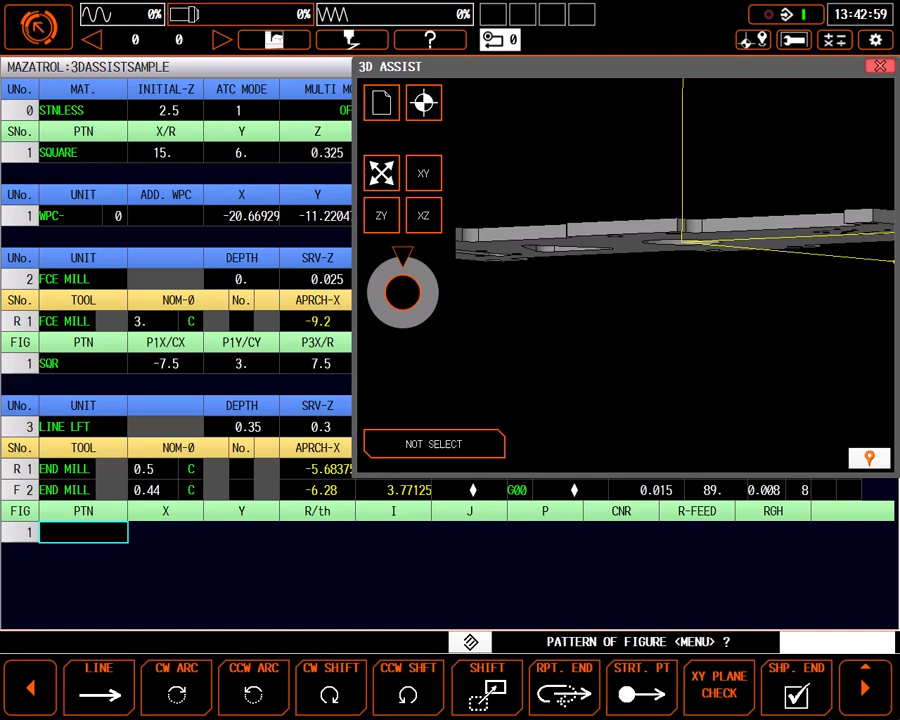 0% 0% 0% 13:42:59
0 0 ? 0
MAZATROL:3DASSISTSAMPLE 3D ASSIST
UNo. MAT. INITIAL-Z ATC MODE MULTI MO
0 STNLESS 2.5 1 OF
SNo. PTN X/R Y Z
1 SQUARE 15. 6. 0.325
UNo. UNIT ADD. WPC X Y
1 WPC- 0 -20.66929 -11.2204
UNo. UNIT DEPTH SRV-Z
2 FCE MILL 0. 0.025
SNo. TOOL NOM-0 No. APRCH-X
R 1 FCE MILL 3. C -9.2
FIG PTN P1X/CX P1Y/CY P3X/R
1 SQR -7.5 3. 7.5
UNo. UNIT DEPTH SRV-Z
3 LINE LFT 0.35 0.3
SNo. TOOL NOM-0 No. APRCH-X
R 1 END MILL 0.5 C -5.6837
F 2 END MILL 0.44 C -6.28 3.77125 ♦ G00 ♦ 0.015 89. 0.008 8
FIG PTN X Y R/th I J P CNR R-FEED RGH
1
XY
ZY XZ
NOT SELECT
PATTERN OF FIGURE <MENU> ?
LINE CW ARC CCW ARC CW SHIFT CCW SHFT SHIFT RPT. END STRT. PT XY PLANE CHECK SHP. END